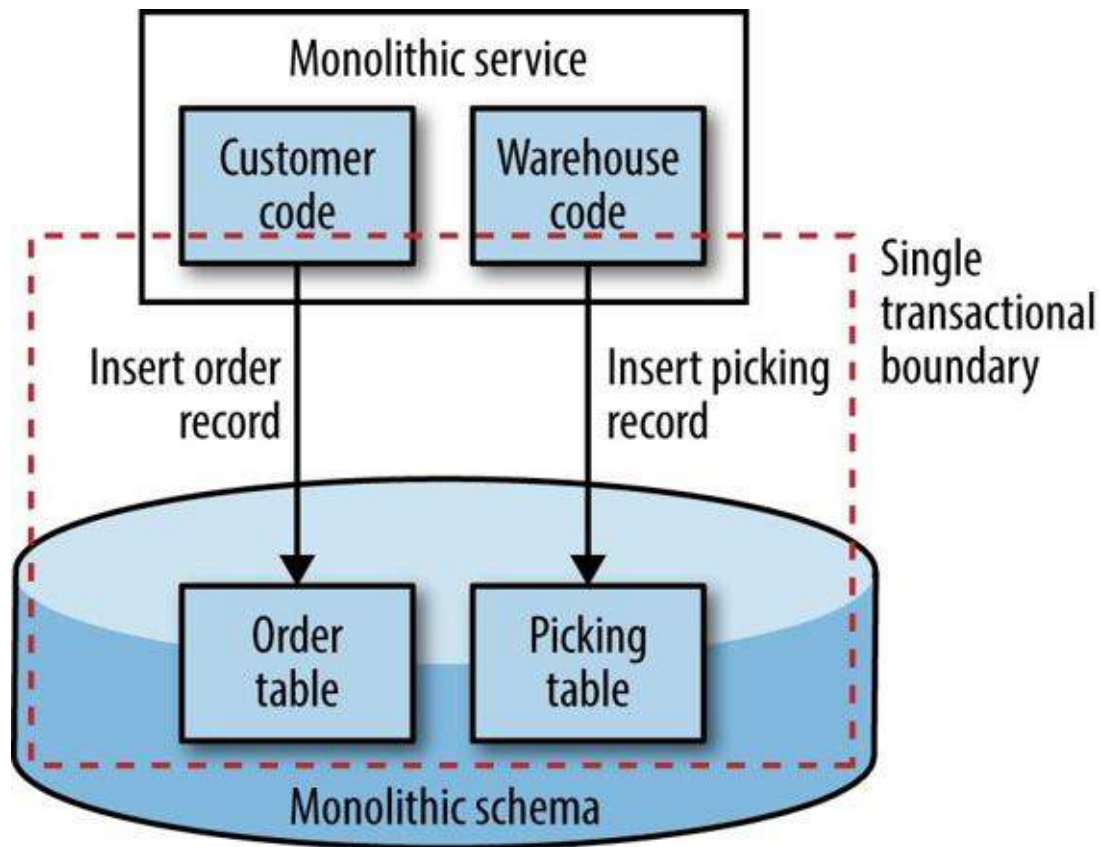 Monolithic service
Customer
code
Warehouse
code
Single
transactional
boundary
Insert order
record
Insert picking
record
Order
table
Picking
table
Monolithic schema